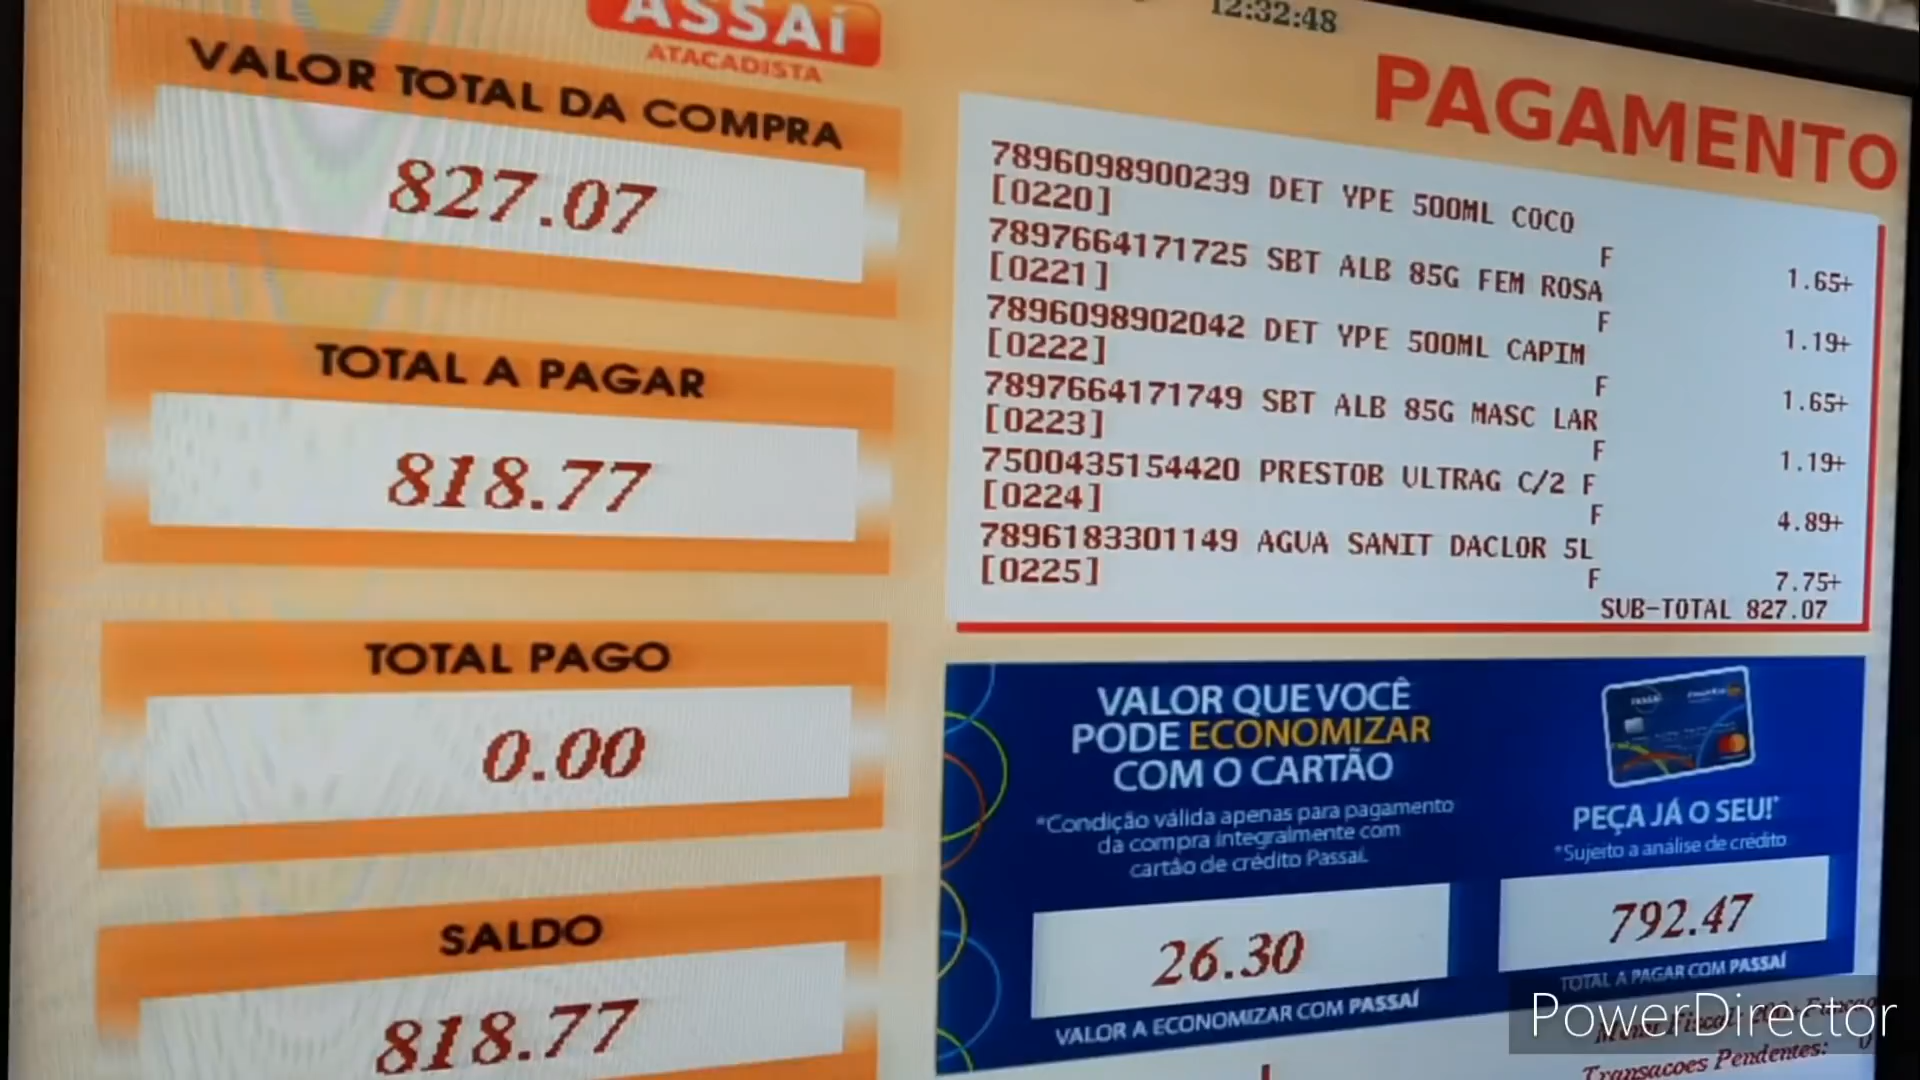 ASSAÍ
ATACADISTA
12:32:48
VALOR TOTAL DA COMPRA
827.07
TOTAL A PAGAR
818.77
TOTAL PAGO
0.00
SALDO
818.77
PAGAMENTO
7896098900239 DET YPE 500ML COCO
[0220] F 1.65+
7897664171725 SBT ALB 85G FEM ROSA
[0221] F 1.19+
7896098902042 DET YPE 500ML CAPIM
[0222] F 1.65+
7897664171749 SBT ALB 85G MASC LAR
[0223] F 1.19+
7500435154420 PRESTOB ULTRAG C/2 F
[0224] F 4.89+
7896183301149 AGUA SANIT DACLOR 5L
[0225] F 7.75+
SUB-TOTAL 827.07
VALOR QUE VOCÊ
PODE ECONOMIZAR
COM O CARTÃO
*Condição válida apenas para pagamento
da compra integralmente com
cartão de crédito Passaí.
26.30
VALOR A ECONOMIZAR COM PASSAÍ
PEÇA JÁ O SEU!*
*Sujeito a análise de crédito
792.47
TOTAL A PAGAR COM PASSAÍ
PowerDirector
Transacoes Pendentes: 0